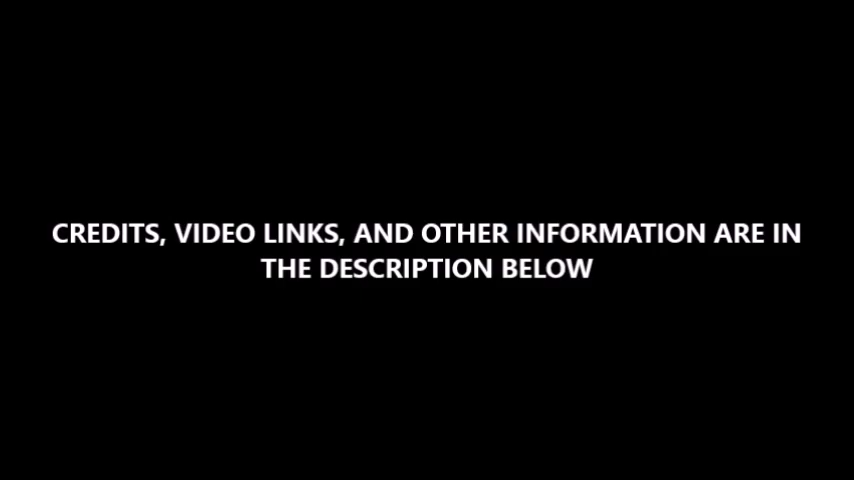 CREDITS, VIDEO LINKS, AND OTHER INFORMATION ARE IN
THE DESCRIPTION BELOW